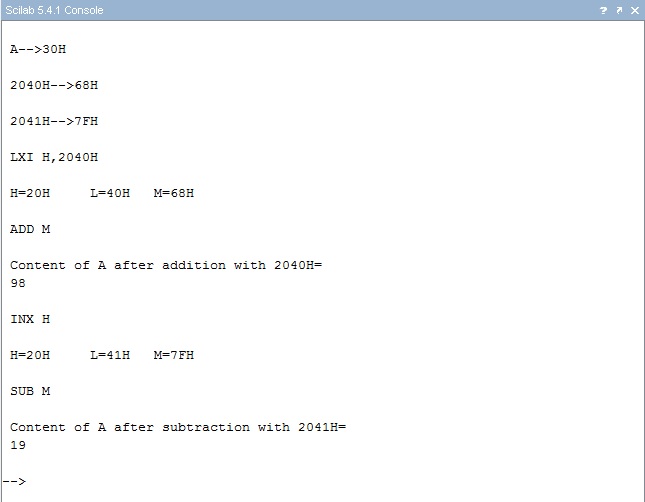 Scilab 5.4.1 Console
A-->30H
2040H-->68H
2041H-->7FH
LXI H,2040H
H=20H     L=40H   M=68H
ADD M
Content of A after addition with 2040H=
98
INX H
H=20H     L=41H   M=7FH
SUB M
Content of A after subtraction with 2041H=
19
-->